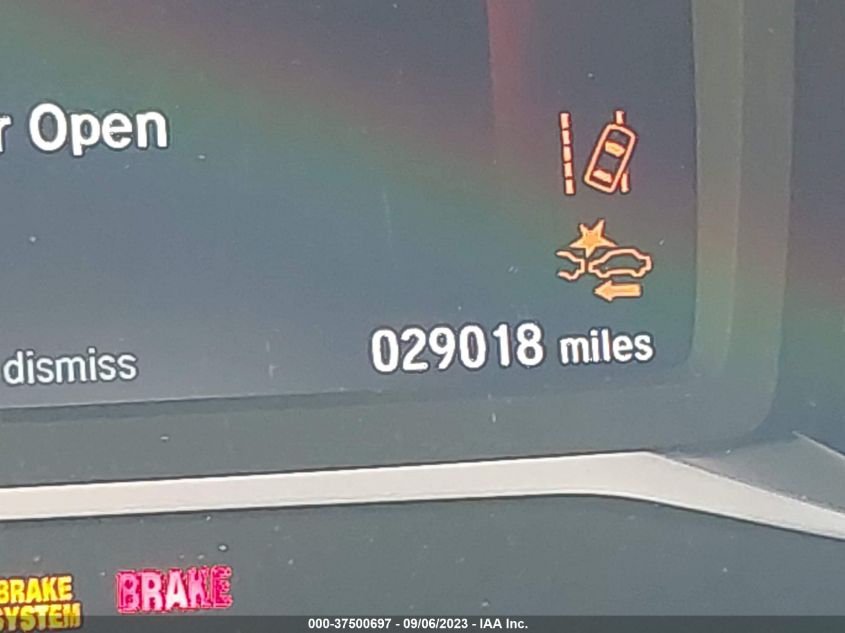 r Open
029018 miles
dismiss
BRAKE
SYSTEM
BRAKE
000-37500697 - 09/06/2023 - IAA Inc.